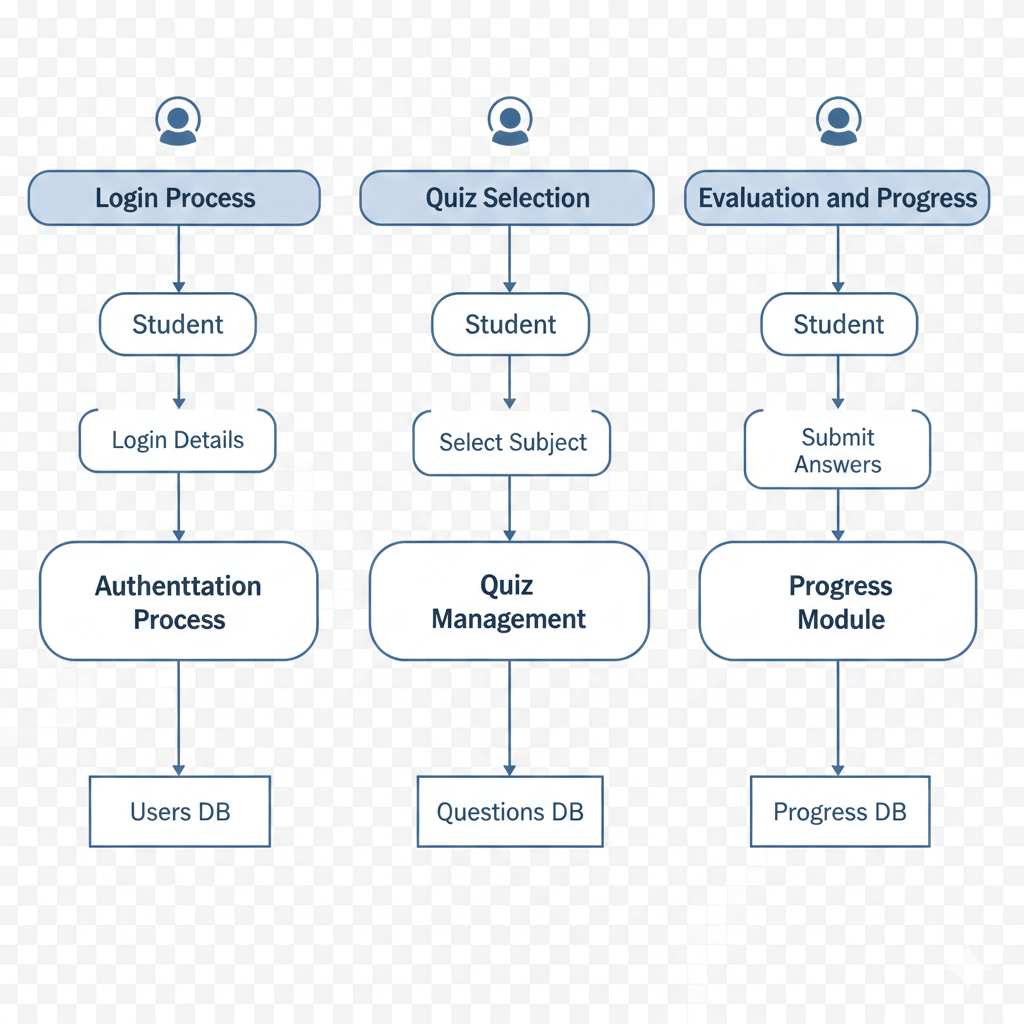 Login Process
Student
Login Details
Authenttation
Process
Users DB
Quiz Selection
Student
Select Subject
Quiz
Management
Questions DB
Evaluation and Progress
Student
Submit
Answers
Progress
Module
Progress DB